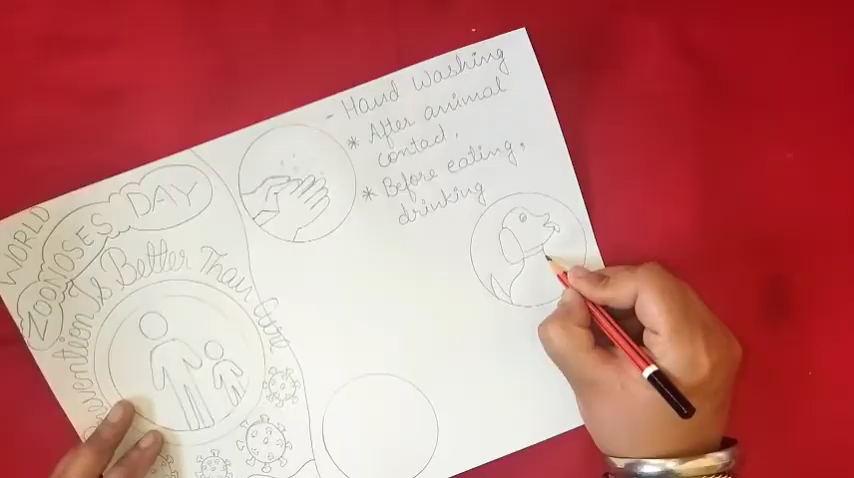 WORLD
ZOONOSES DAY
Prevention Is Better Than Cure
- Hand Washing
* After animal
contact.
* Before eating,
drinking